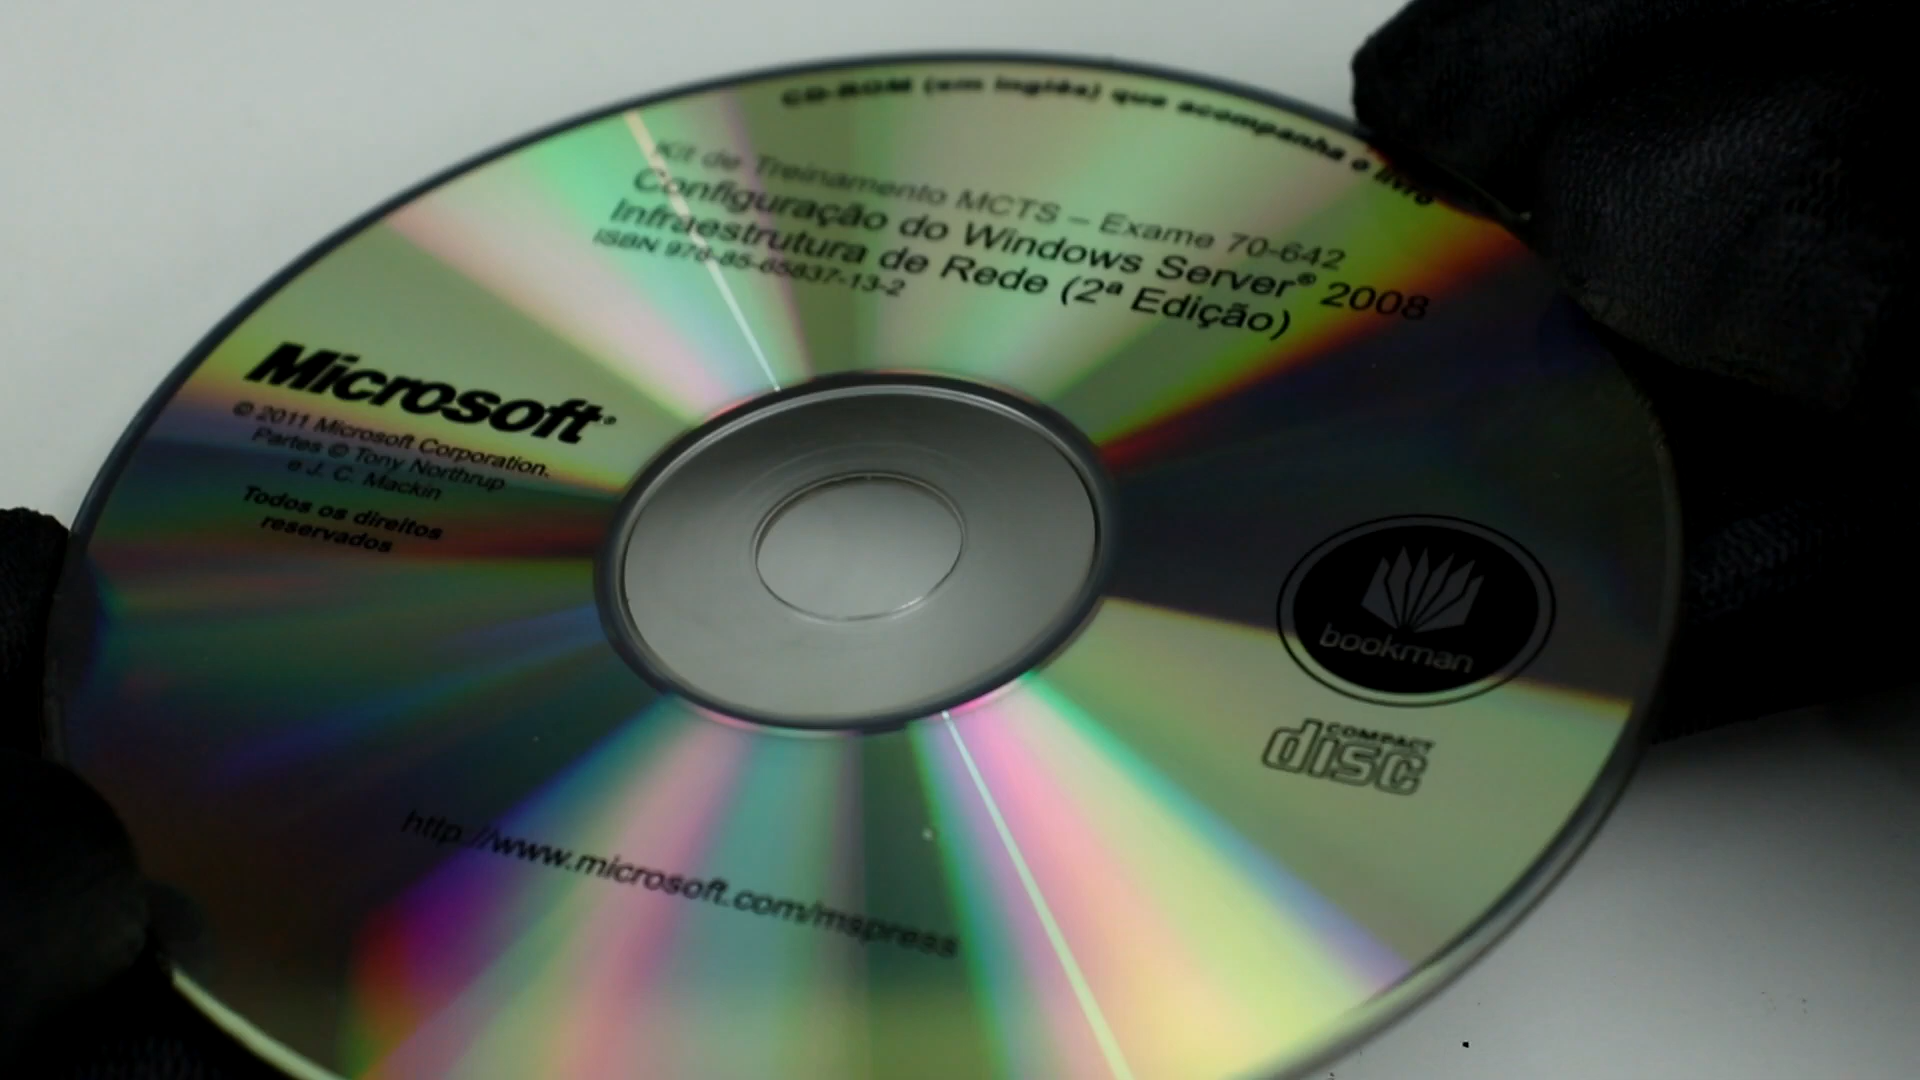 CD-ROM (em inglês) que acompanha o livro
Kit de Treinamento MCTS – Exame 70-642
Configuração do Windows Server® 2008
Infraestrutura de Rede (2ª Edição)
ISBN 978-85-65837-13-2
Microsoft®
© 2011 Microsoft Corporation.
Partes © Tony Northrup
e J. C. Mackin
Todos os direitos
reservados
bookman
COMPACT
disc
http://www.microsoft.com/mspress